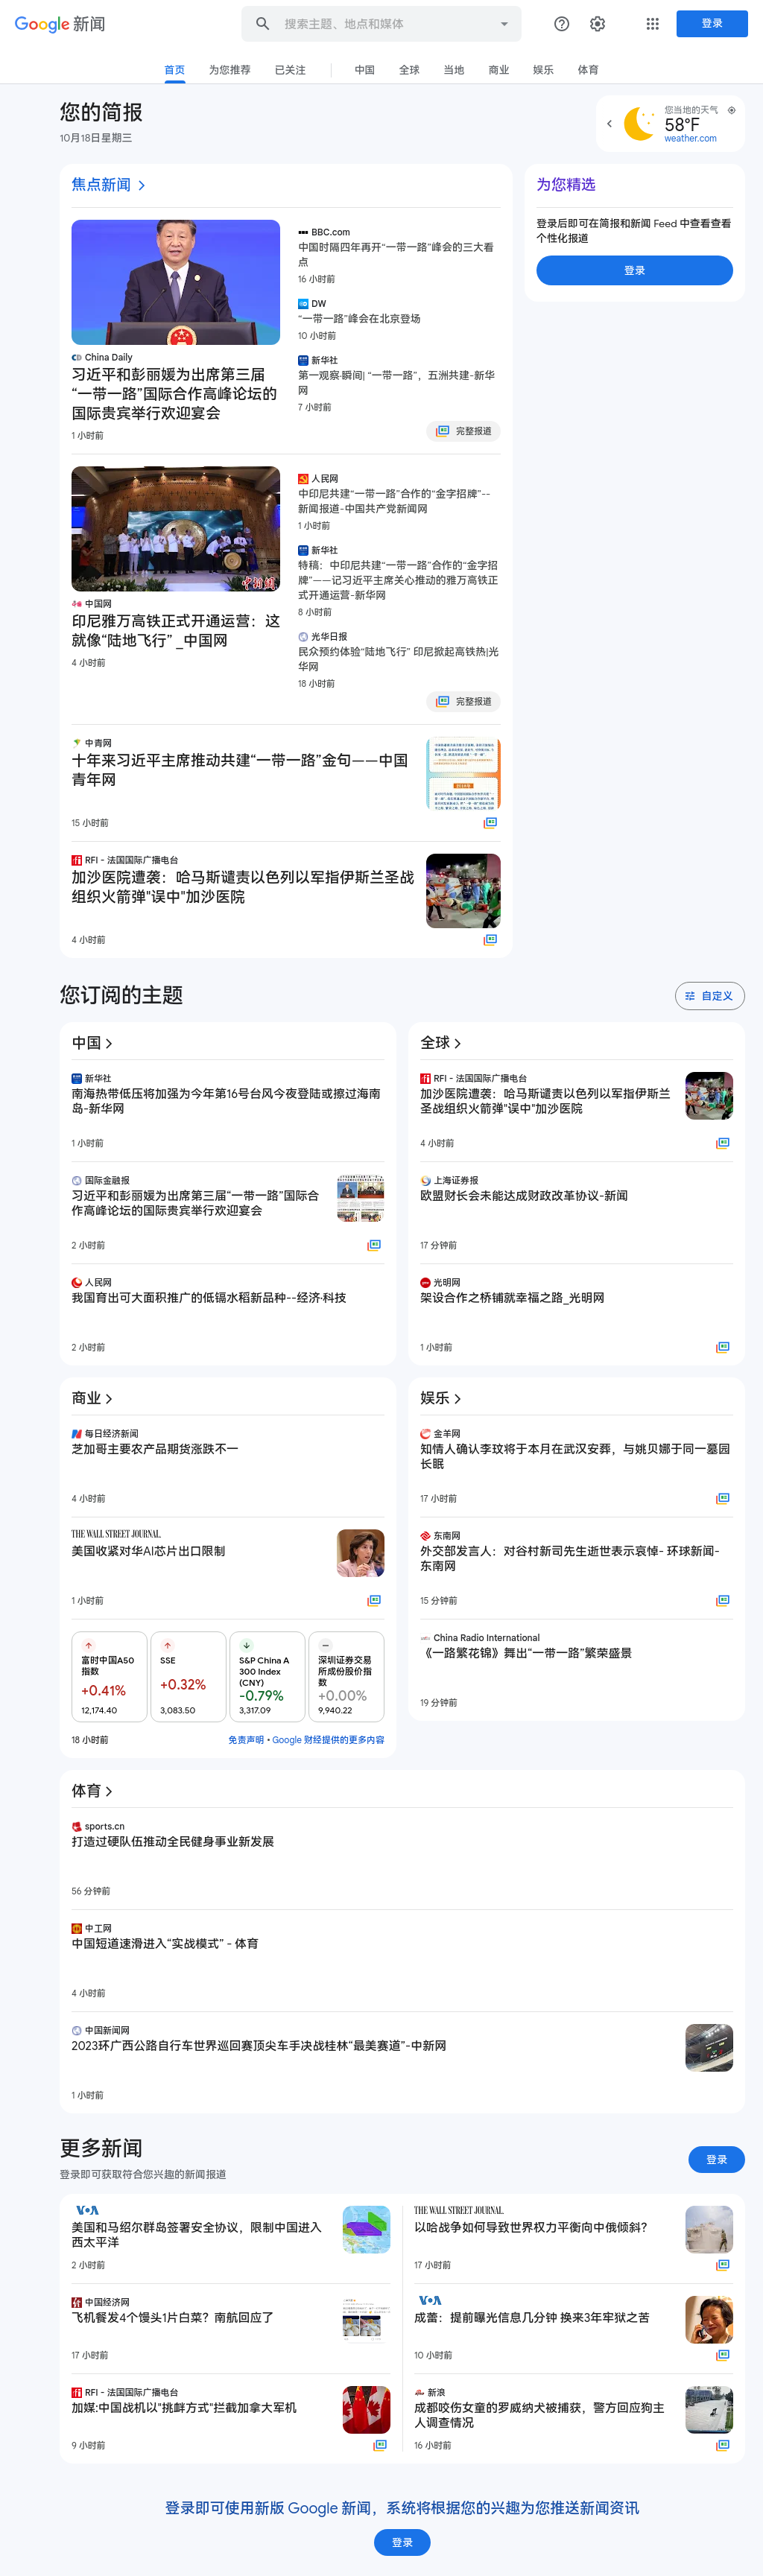 Google 新闻
搜索主题、地点和媒体
登录
首页
为您推荐
已关注
中国
全球
当地
商业
娱乐
体育
您的简报
10月18日星期三
您当地的天气
58°F
weather.com
焦点新闻
China Daily
习近平和彭丽媛为出席第三届
“一带一路”国际合作高峰论坛的
国际贵宾举行欢迎宴会
1 小时前
BBC.com
中国时隔四年再开“一带一路”峰会的三大看
点
16 小时前
DW
“一带一路”峰会在北京登场
10 小时前
新华社
第一观察·瞬间| “一带一路”，五洲共建-新华
网
7 小时前
完整报道
为您精选
登录后即可在简报和新闻 Feed 中查看查看
个性化报道
登录
中新网
中国网
印尼雅万高铁正式开通运营：这
就像“陆地飞行” _中国网
4 小时前
人民网
中印尼共建“一带一路”合作的“金字招牌”--
新闻报道-中国共产党新闻网
1 小时前
新华社
特稿：中印尼共建“一带一路”合作的“金字招
牌”——记习近平主席关心推动的雅万高铁正
式开通运营-新华网
8 小时前
光华日报
民众预约体验“陆地飞行” 印尼掀起高铁热|光
华网
18 小时前
完整报道
中青网
十年来习近平主席推动共建“一带一路”金句——中国
青年网
15 小时前
RFI - 法国国际广播电台
加沙医院遭袭：哈马斯谴责以色列以军指伊斯兰圣战
组织火箭弹"误中"加沙医院
4 小时前
您订阅的主题
自定义
中国
新华社
南海热带低压将加强为今年第16号台风今夜登陆或擦过海南
岛-新华网
1 小时前
国际金融报
习近平和彭丽媛为出席第三届“一带一路”国际合
作高峰论坛的国际贵宾举行欢迎宴会
2 小时前
人民网
我国育出可大面积推广的低镉水稻新品种--经济·科技
2 小时前
全球
RFI - 法国国际广播电台
加沙医院遭袭：哈马斯谴责以色列以军指伊斯兰
圣战组织火箭弹"误中"加沙医院
4 小时前
上海证券报
欧盟财长会未能达成财政改革协议-新闻
17 分钟前
光明网
架设合作之桥铺就幸福之路_光明网
1 小时前
商业
每日经济新闻
芝加哥主要农产品期货涨跌不一
4 小时前
THE WALL STREET JOURNAL.
美国收紧对华AI芯片出口限制
1 小时前
富时中国A50
指数
+0.41%
12,174.40
SSE
+0.32%
3,083.50
S&P China A
300 Index
(CNY)
-0.79%
3,317.09
深圳证券交易
所成份股价指
数
+0.00%
9,940.22
18 小时前
免责声明 • Google 财经提供的更多内容
娱乐
金羊网
知情人确认李玟将于本月在武汉安葬，与姚贝娜于同一墓园
长眠
17 小时前
东南网
外交部发言人：对谷村新司先生逝世表示哀悼- 环球新闻-
东南网
15 分钟前
China Radio International
《一路繁花锦》舞出“一带一路”繁荣盛景
19 分钟前
体育
sports.cn
打造过硬队伍推动全民健身事业新发展
56 分钟前
中工网
中国短道速滑进入“实战模式” - 体育
4 小时前
中国新闻网
2023环广西公路自行车世界巡回赛顶尖车手决战桂林“最美赛道”-中新网
1 小时前
更多新闻
登录即可获取符合您兴趣的新闻报道
登录
VOA
美国和马绍尔群岛签署安全协议，限制中国进入
西太平洋
2 小时前
中国经济网
飞机餐发4个馒头1片白菜？南航回应了
17 小时前
RFI - 法国国际广播电台
加媒:中国战机以"挑衅方式"拦截加拿大军机
9 小时前
THE WALL STREET JOURNAL.
以哈战争如何导致世界权力平衡向中俄倾斜？
17 小时前
VOA
成蕾：提前曝光信息几分钟 换来3年牢狱之苦
10 小时前
新浪
成都咬伤女童的罗威纳犬被捕获，警方回应狗主
人调查情况
16 小时前
登录即可使用新版 Google 新闻，系统将根据您的兴趣为您推送新闻资讯
登录